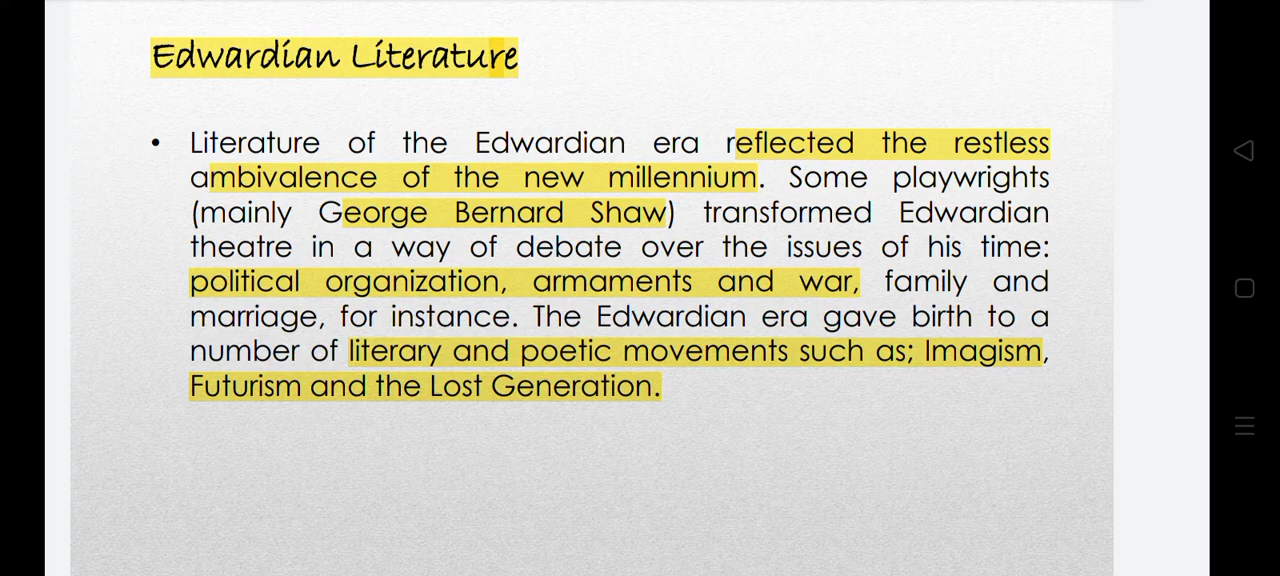 Edwardian Literature
• Literature of the Edwardian era reflected the restless
ambivalence of the new millennium. Some playwrights
(mainly George Bernard Shaw) transformed Edwardian
theatre in a way of debate over the issues of his time:
political organization, armaments and war, family and
marriage, for instance. The Edwardian era gave birth to a
number of literary and poetic movements such as; Imagism,
Futurism and the Lost Generation.